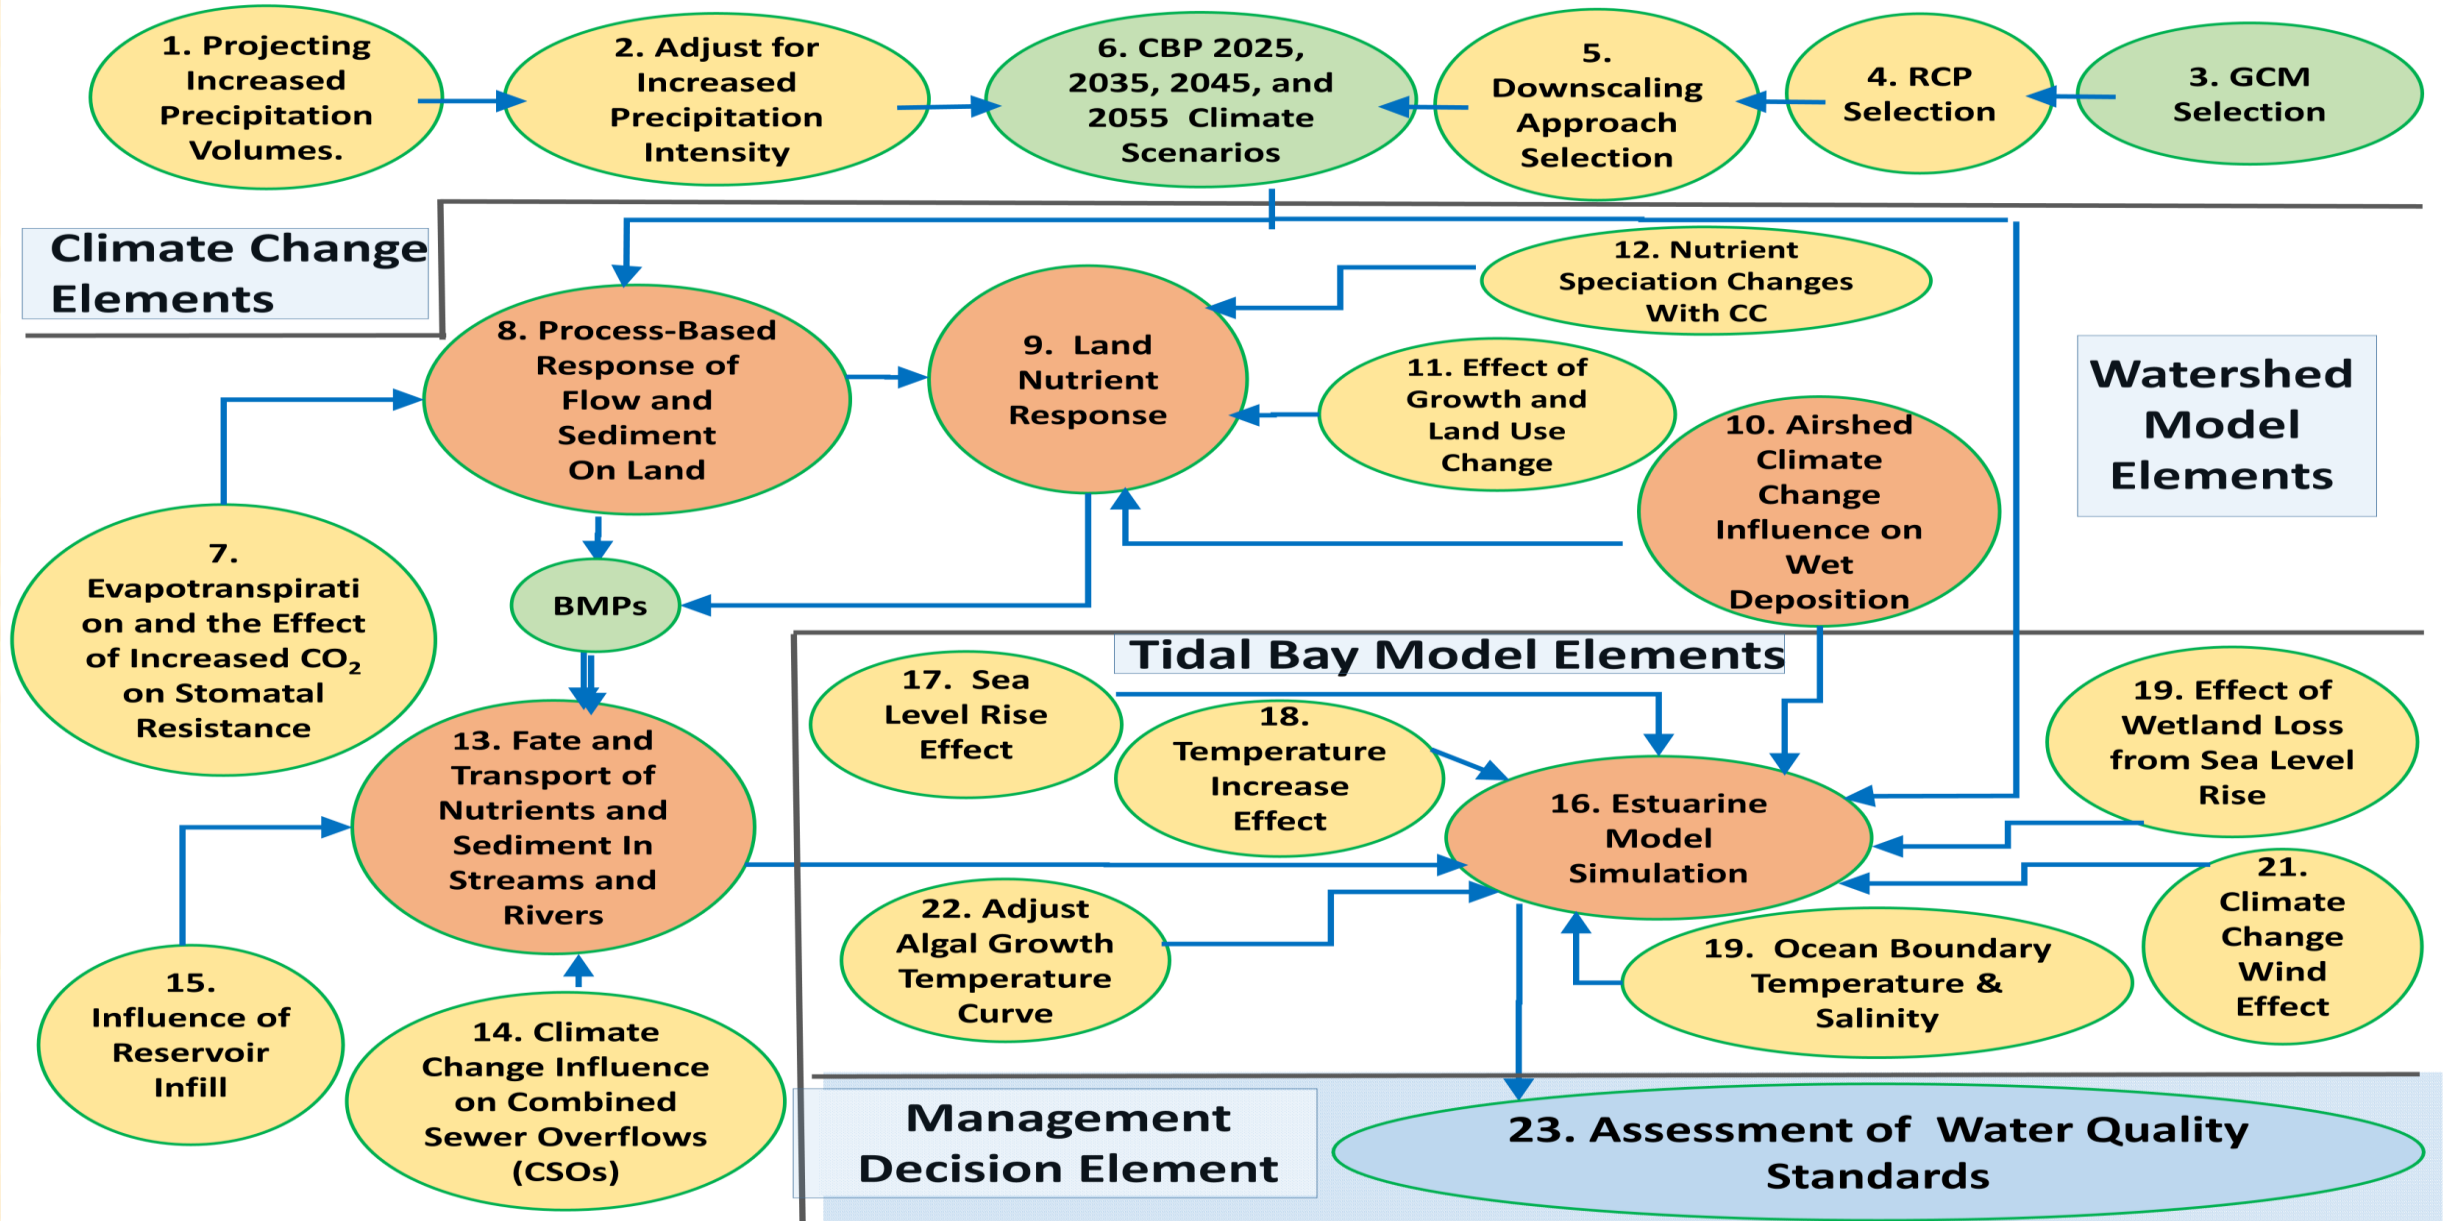 1. Projecting
Increased
Precipitation
Volumes.
2. Adjust for
Increased
Precipitation
Intensity
6. CBP 2025,
2035, 2045, and
2055  Climate
Scenarios
5.
Downscaling
Approach
Selection
4. RCP
Selection
3. GCM
Selection
Climate Change
Elements
8. Process-Based
Response of
Flow and
Sediment
On Land
9.  Land
Nutrient
Response
12. Nutrient
Speciation Changes
With CC
11. Effect of
Growth and
Land Use
Change
10. Airshed
Climate
Change
Influence on
Wet
Deposition
Watershed
Model
Elements
7.
Evapotranspirati
on and the Effect
of Increased CO₂
on Stomatal
Resistance
BMPs
Tidal Bay Model Elements
13. Fate and
Transport of
Nutrients and
Sediment In
Streams and
Rivers
17.  Sea
Level Rise
Effect
18.
Temperature
Increase
Effect
16. Estuarine
Model
Simulation
19. Effect of
Wetland Loss
from Sea Level
Rise
22. Adjust
Algal Growth
Temperature
Curve
19.  Ocean Boundary
Temperature &
Salinity
21.
Climate
Change
Wind
Effect
15.
Influence of
Reservoir
Infill
14. Climate
Change Influence
on Combined
Sewer Overflows
(CSOs)
Management
Decision Element
23. Assessment of  Water Quality
Standards